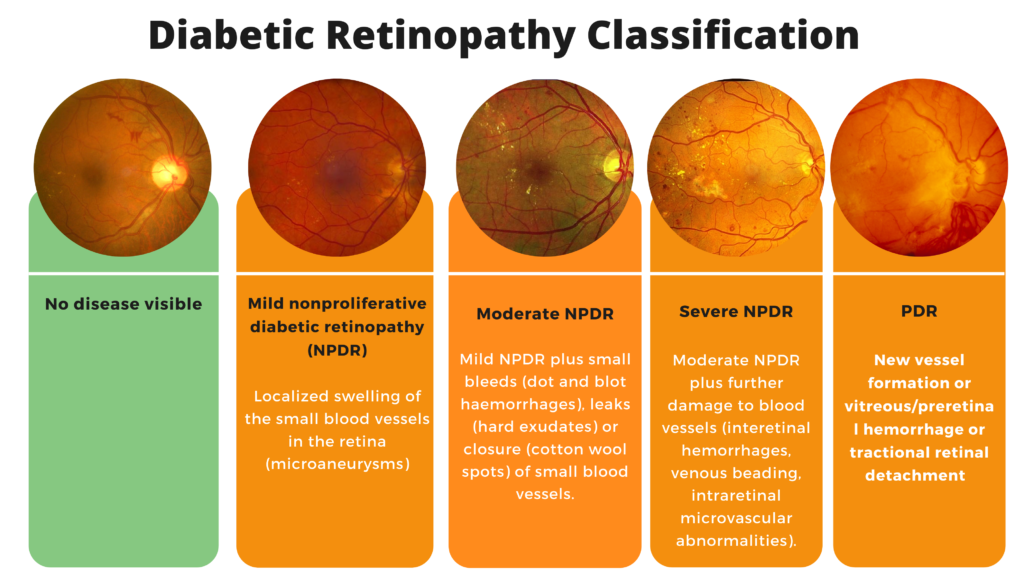 Diabetic Retinopathy Classification
No disease visible
Mild nonproliferative
diabetic retinopathy
(NPDR)
Localized swelling of
the small blood vessels
in the retina
(microaneurysms)
Moderate NPDR
Mild NPDR plus small
bleeds (dot and blot
haemorrhages), leaks
(hard exudates) or
closure (cotton wool
spots) of small blood
vessels.
Severe NPDR
Moderate NPDR
plus further
damage to blood
vessels (interetinal
hemorrhages,
venous beading,
intraretinal
microvascular
abnormalities).
PDR
New vessel
formation or
vitreous/preretina
l hemorrhage or
tractional retinal
detachment